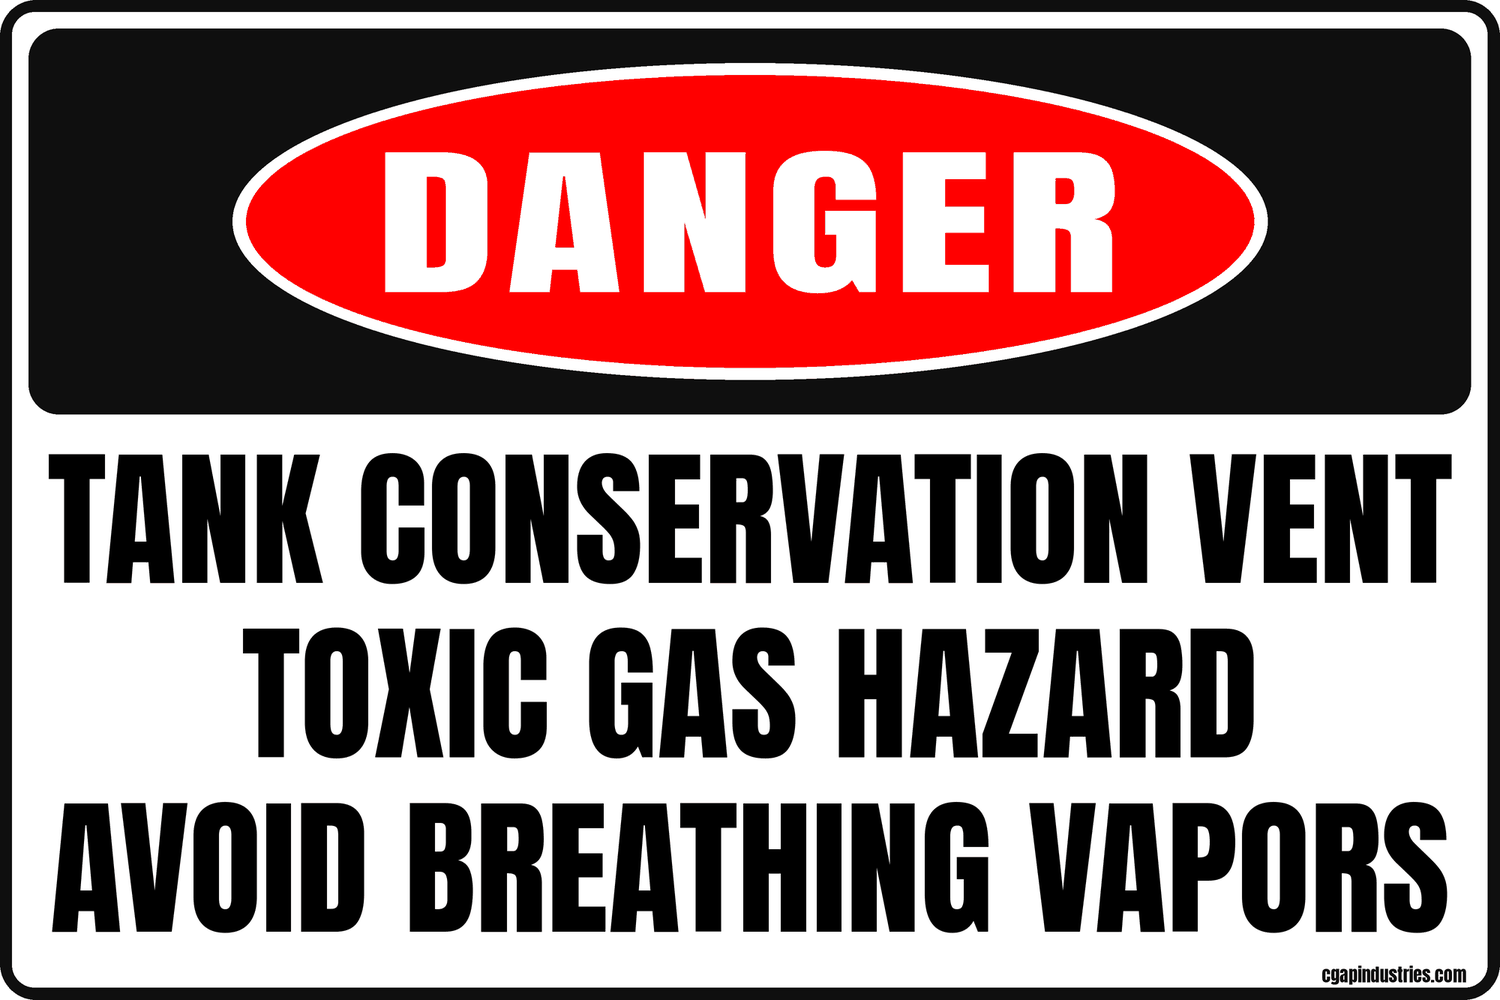 DANGER
TANK CONSERVATION VENT
TOXIC GAS HAZARD
AVOID BREATHING VAPORS
cgapindustries.com